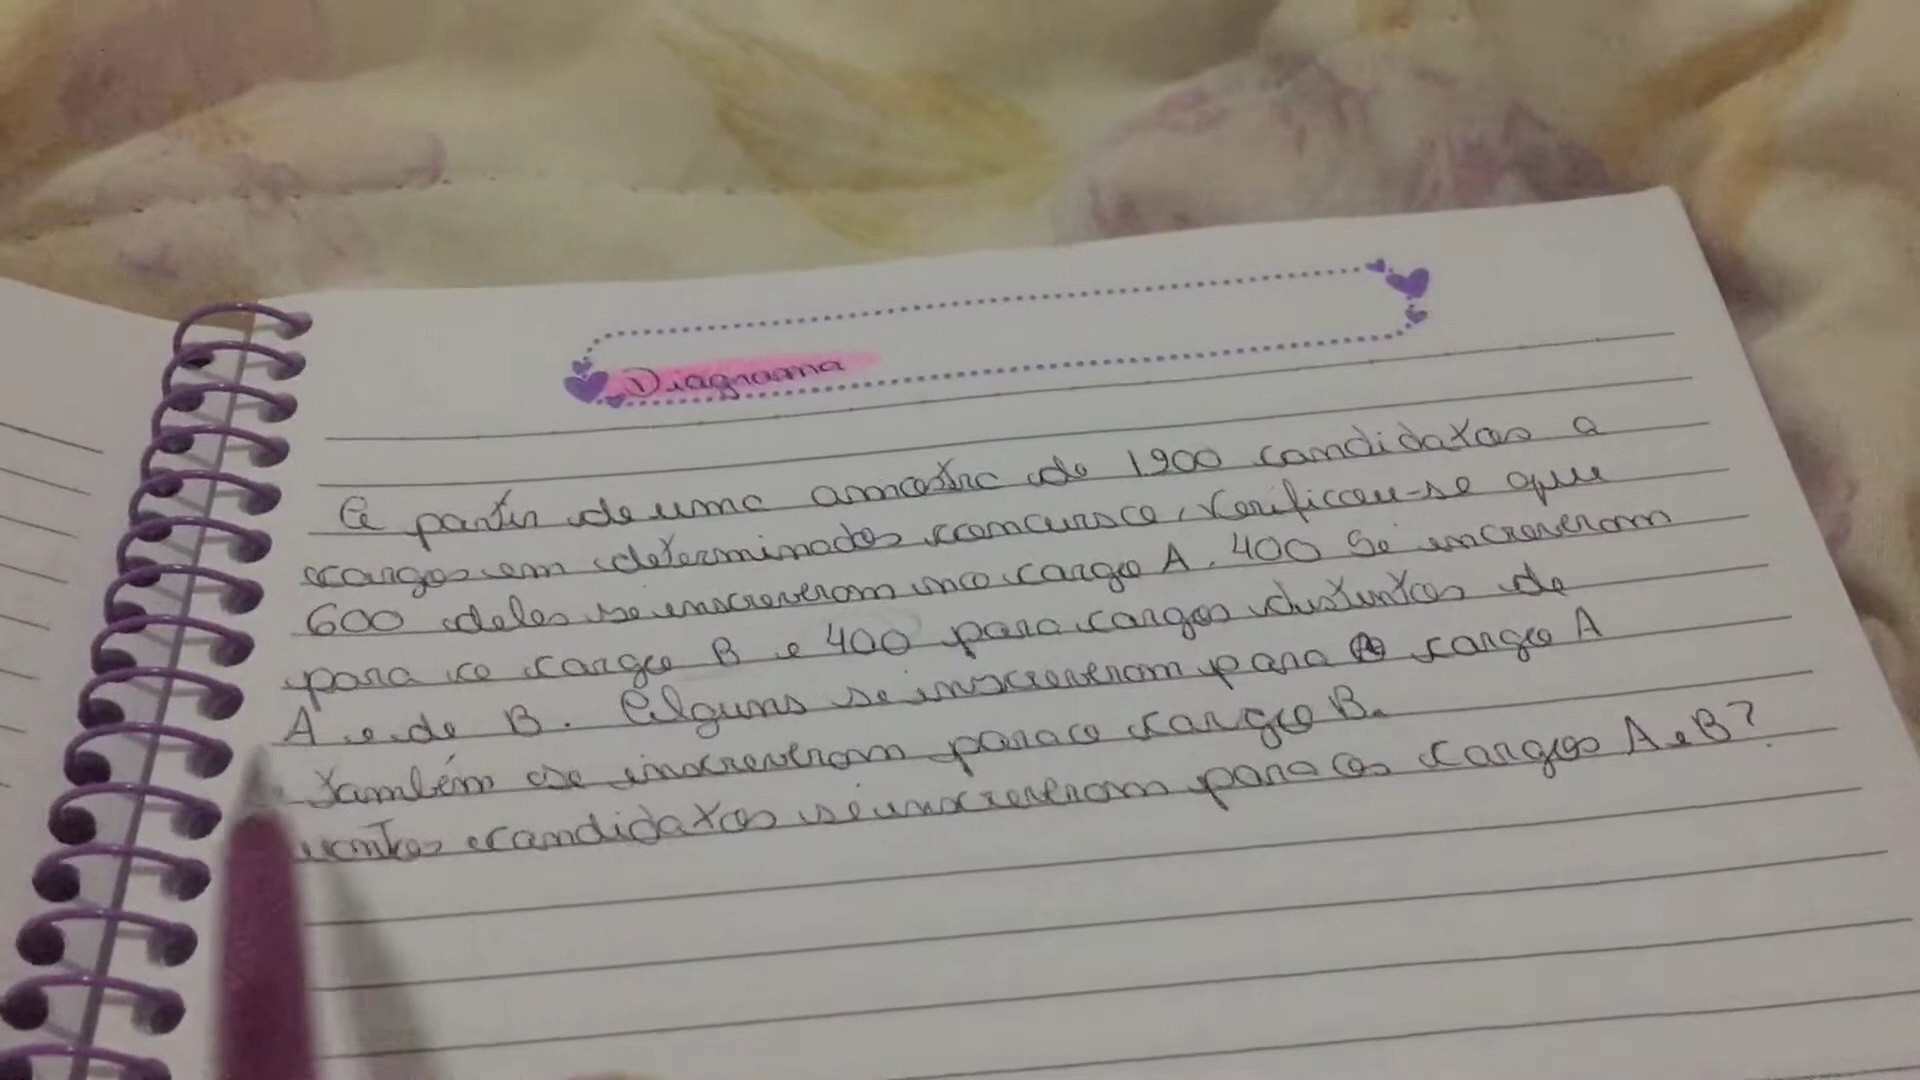 Diagrama
A partir de uma amostra de 1900 candidatos a
cargos em determinados concurso, Verificou-se que
600 deles se inscreveram no cargo A, 400 Se increveram
para o cargo B e 400 para cargos distintos de
A e de B. Alguns se inscreveram para o cargo A
também se inscreveram para o cargo B.
candidatos se inscreveram para os cargos A e B?